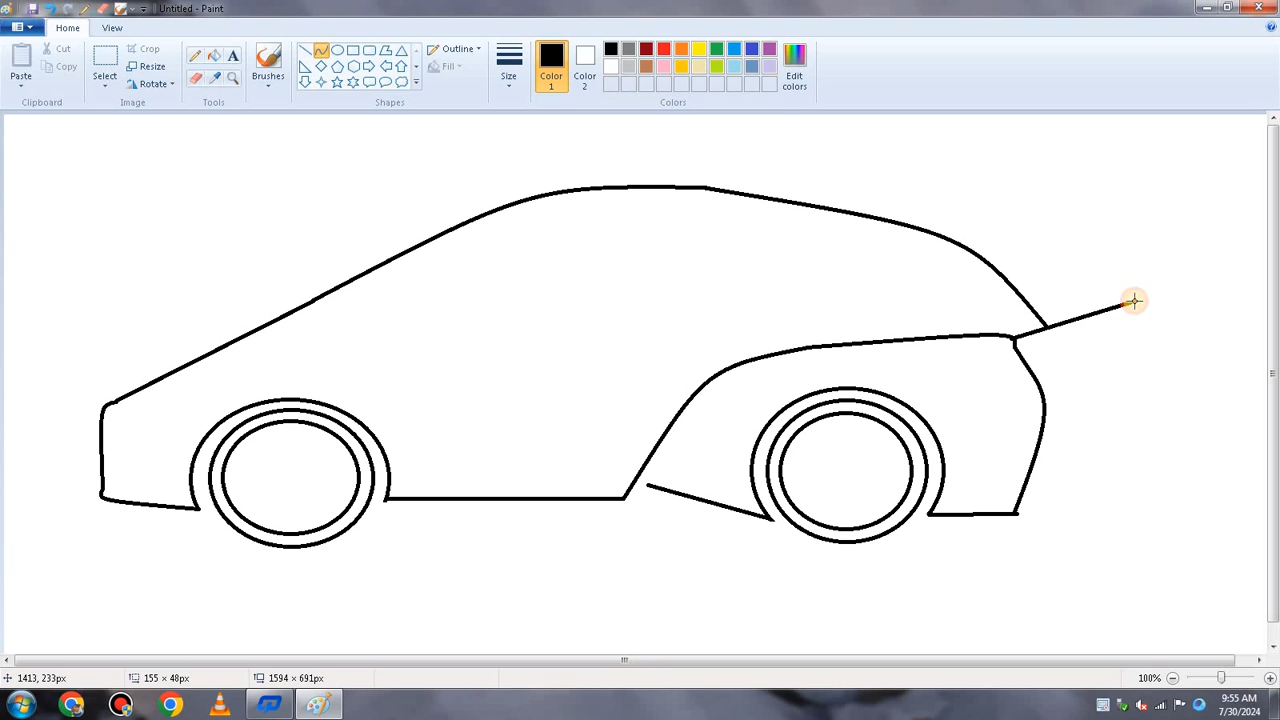 Untitled - Paint
Home
View
Paste
Cut
Copy
Clipboard
Select
Crop
Resize
Rotate
Image
A
Tools
Brushes
Outline
Fill
Shapes
Size
Color
1
Color
2
Edit
colors
Colors
1413, 233px
155 × 48px
1594 × 691px
100%
9:55 AM
7/30/2024